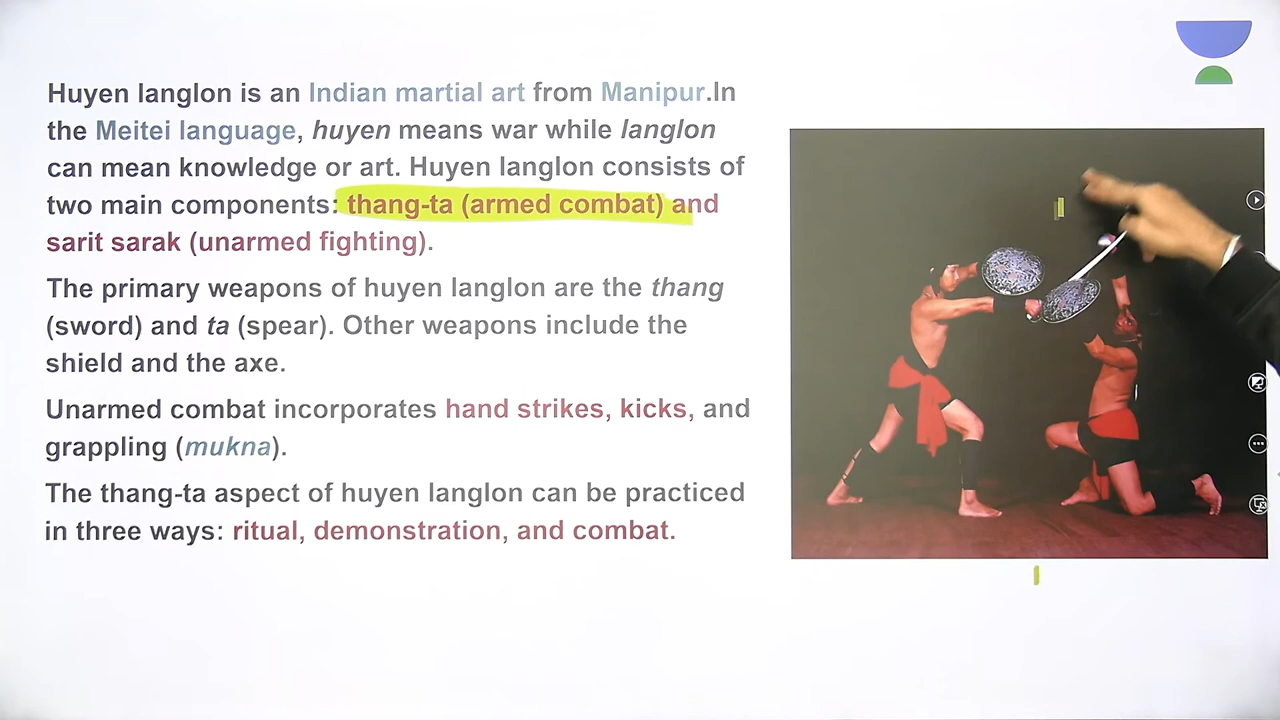 Huyen langlon is an Indian martial art from Manipur.In
the Meitei language, huyen means war while langlon
can mean knowledge or art. Huyen langlon consists of
two main components: thang-ta (armed combat) and
sarit sarak (unarmed fighting).
The primary weapons of huyen langlon are the thang
(sword) and ta (spear). Other weapons include the
shield and the axe.
Unarmed combat incorporates hand strikes, kicks, and
grappling (mukna).
The thang-ta aspect of huyen langlon can be practiced
in three ways: ritual, demonstration, and combat.